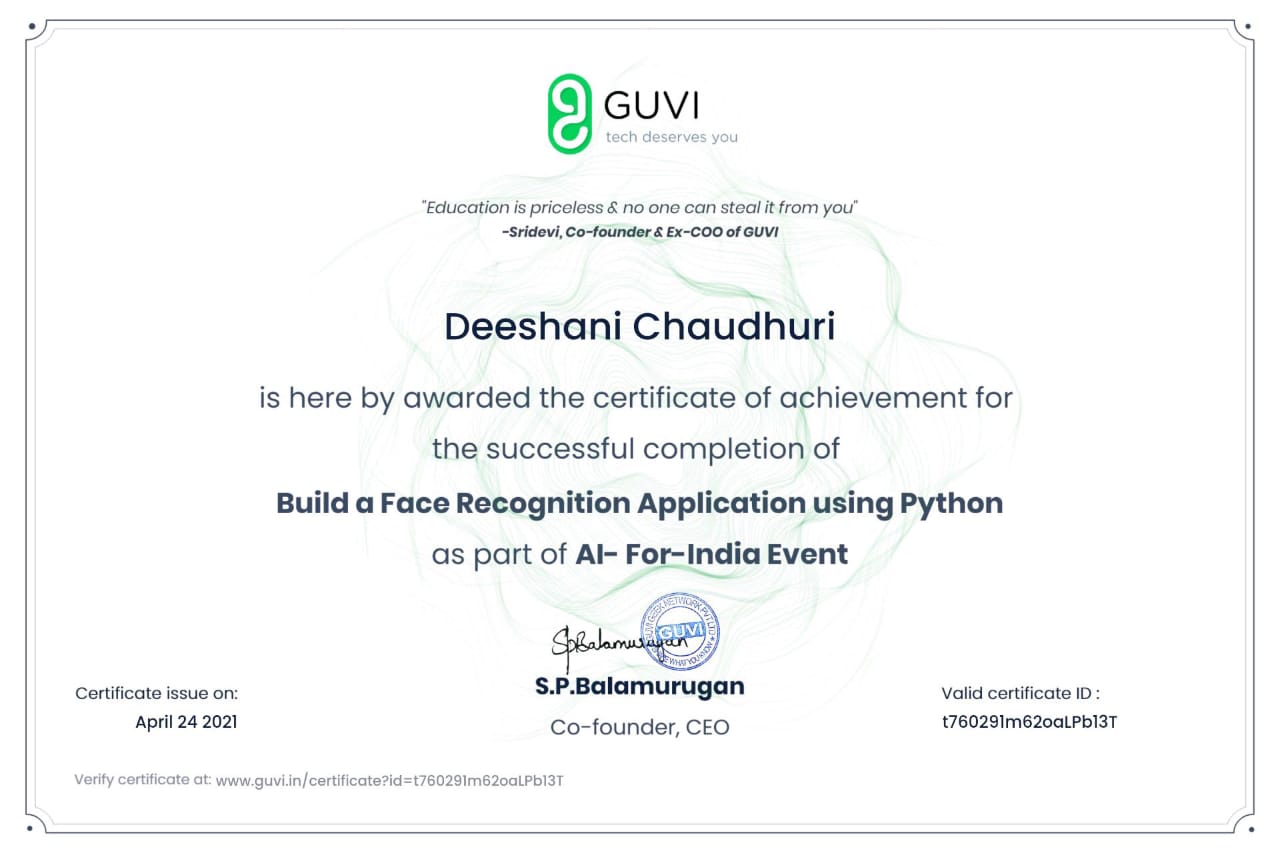 GUVI
tech deserves you
"Education is priceless & no one can steal it from you"
-Sridevi, Co-founder & Ex-COO of GUVI
Deeshani Chaudhuri
is here by awarded the certificate of achievement for
the successful completion of
Build a Face Recognition Application using Python
as part of AI- For-India Event
SpBalamurugan
GUVI GEEK NETWORK PVT LTD
GUVI
WHAT YOU KNOW
S.P.Balamurugan
Co-founder, CEO
Certificate issue on:
April 24 2021
Valid certificate ID :
t760291m62oaLPb13T
Verify certificate at: www.guvi.in/certificate?id=t760291m62oaLPb13T